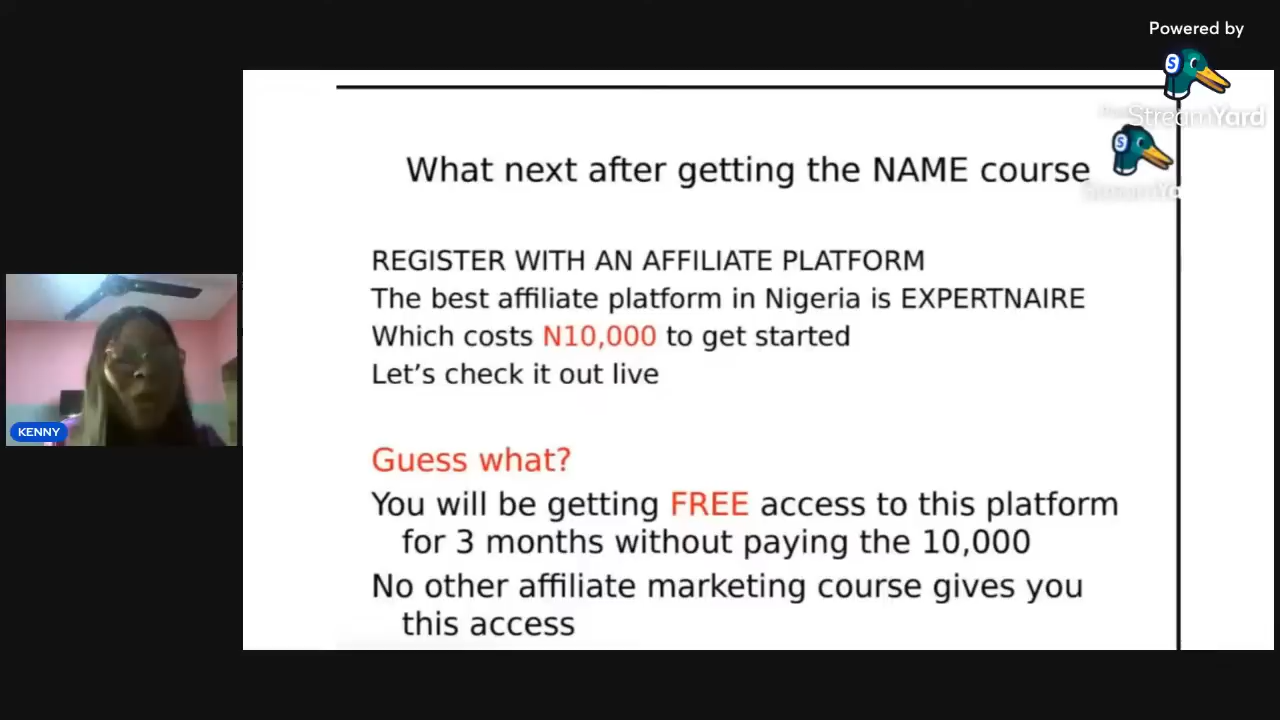 Powered by
StreamYard
What next after getting the NAME course
REGISTER WITH AN AFFILIATE PLATFORM
The best affiliate platform in Nigeria is EXPERTNAIRE
Which costs N10,000 to get started
Let’s check it out live
KENNY
Guess what?
You will be getting FREE access to this platform
for 3 months without paying the 10,000
No other affiliate marketing course gives you
this access